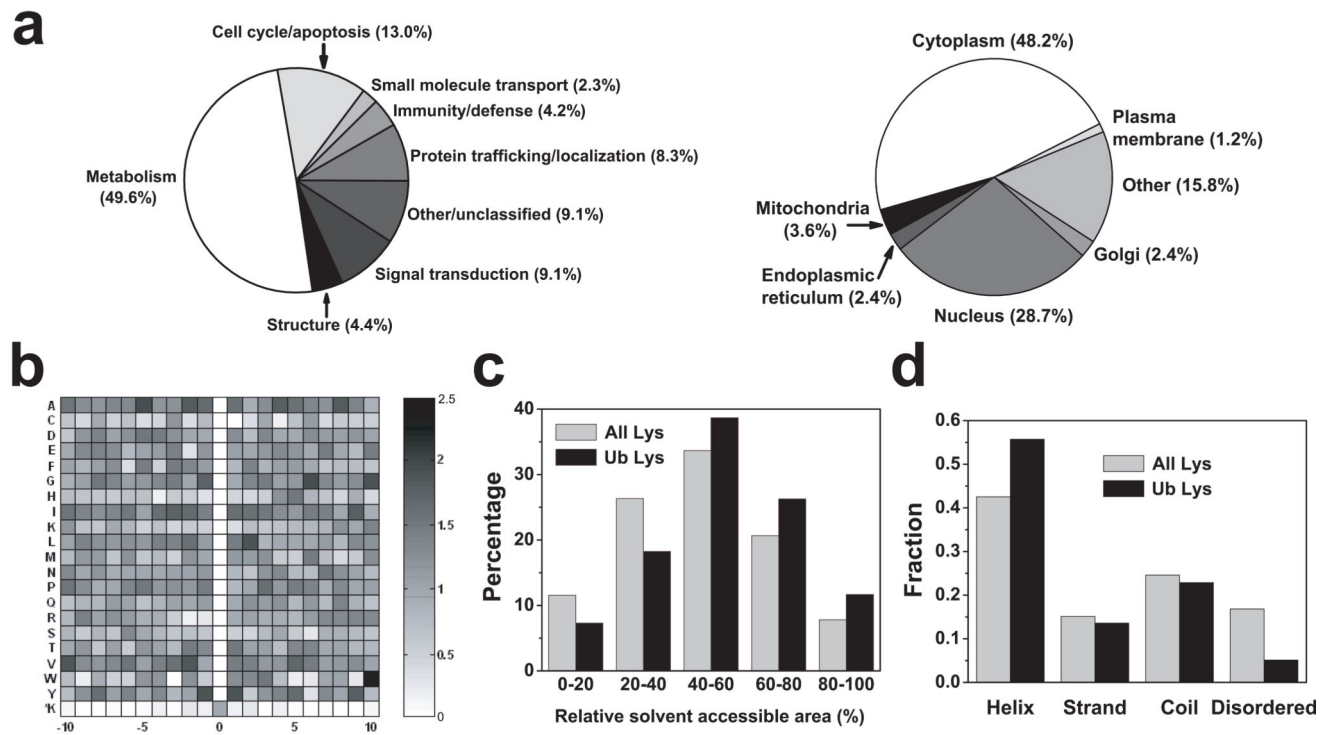 a
Cell cycle/apoptosis (13.0%)
Small molecule transport (2.3%)
Immunity/defense (4.2%)
Protein trafficking/localization (8.3%)
Metabolism
(49.6%)
Other/unclassified (9.1%)
Signal transduction (9.1%)
Structure (4.4%)
Cytoplasm (48.2%)
Plasma
membrane (1.2%)
Other (15.8%)
Mitochondria
(3.6%)
Golgi (2.4%)
Endoplasmic
reticulum (2.4%)
Nucleus (28.7%)
b
A
C
D
E
F
G
H
I
K
L
M
N
P
Q
R
S
T
V
W
Y
'K
-10 -5 0 5 10
2.5
2
1.5
1
0.5
0
c
Percentage
40
30
20
10
0
All Lys
Ub Lys
0-20 20-40 40-60 60-80 80-100
Relative solvent accessible area (%)
d
Fraction
0.6
0.5
0.4
0.3
0.2
0.1
0.0
All Lys
Ub Lys
Helix Strand Coil Disordered